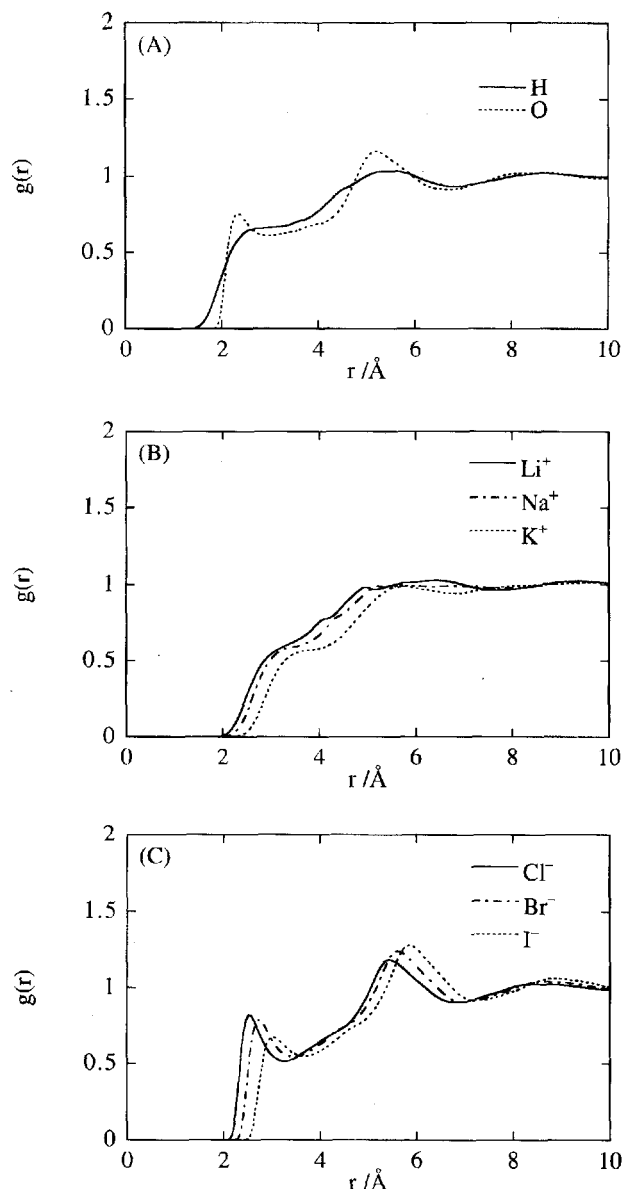 2
(A)
H
O
1.5
g(r)
1
0.5
0
0 2 4 6 8 10
r /Å
2
(B)
Li⁺
Na⁺
K⁺
1.5
g(r)
1
0.5
0
0 2 4 6 8 10
r /Å
2
(C)
Cl⁻
Br⁻
I⁻
1.5
g(r)
1
0.5
0
0 2 4 6 8 10
r /Å